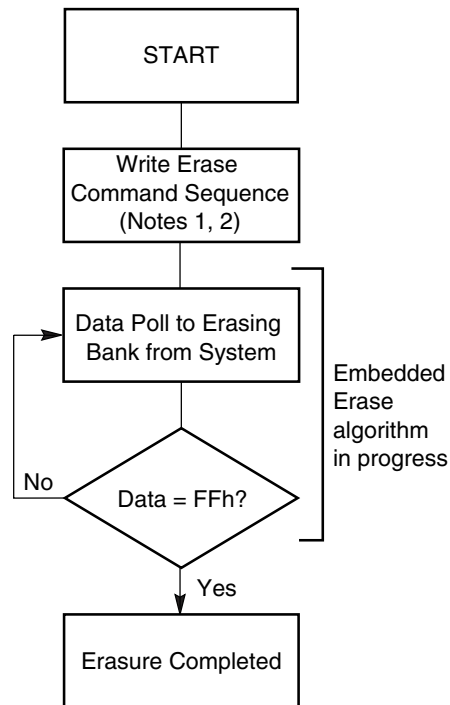 START
Write Erase
Command Sequence
(Notes 1, 2)
Data Poll to Erasing
Bank from System
Embedded
Erase
algorithm
in progress
No
Data = FFh?
Yes
Erasure Completed